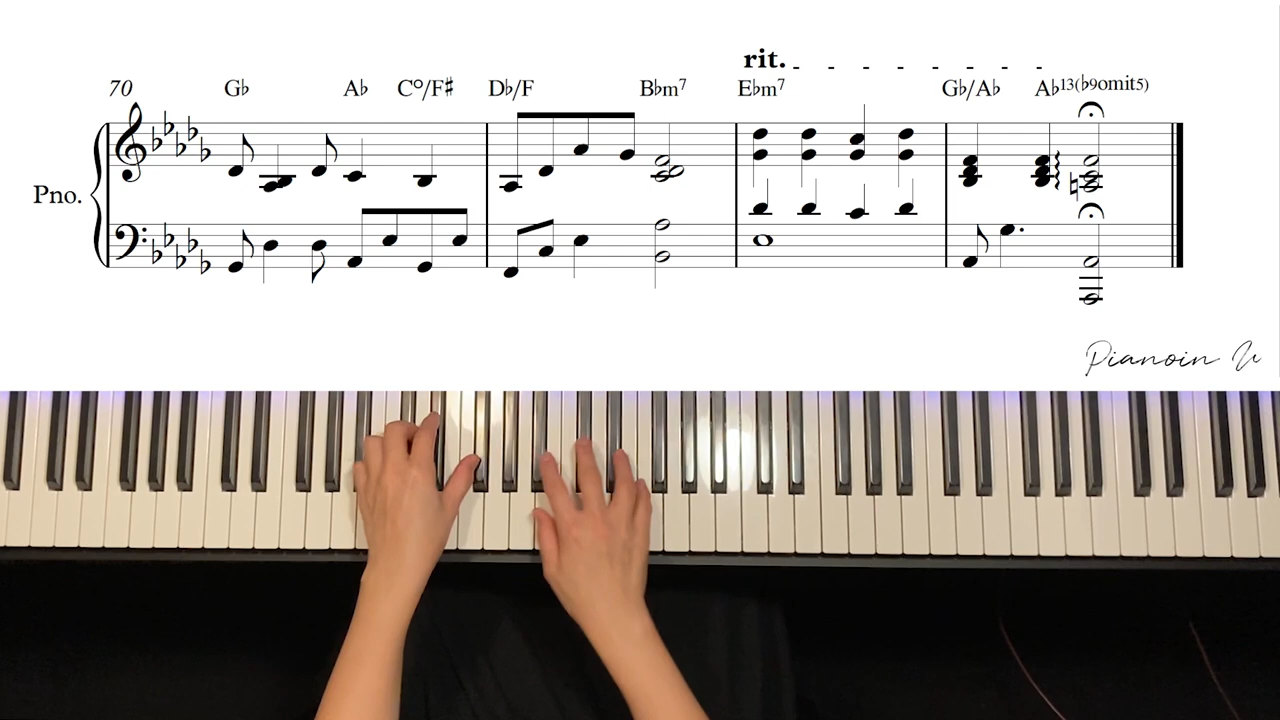 rit.
70 G♭ A♭ C°/F♯ D♭/F B♭m7 E♭m7 G♭/A♭ A♭13(♭9omit5)
Pno.
Pianoin U